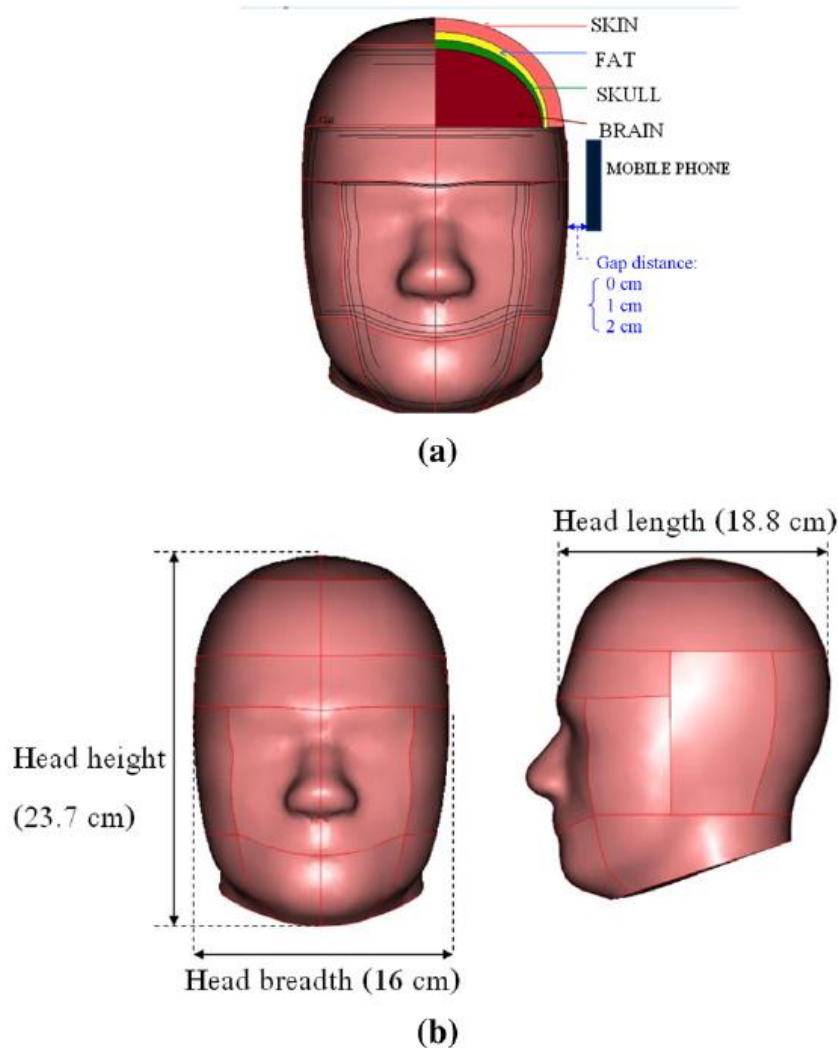 SKIN
FAT
SKULL
BRAIN
MOBILE PHONE
Gap distance:
0 cm
1 cm
2 cm
(a)
Head length (18.8 cm)
Head height
(23.7 cm)
Head breadth (16 cm)
(b)